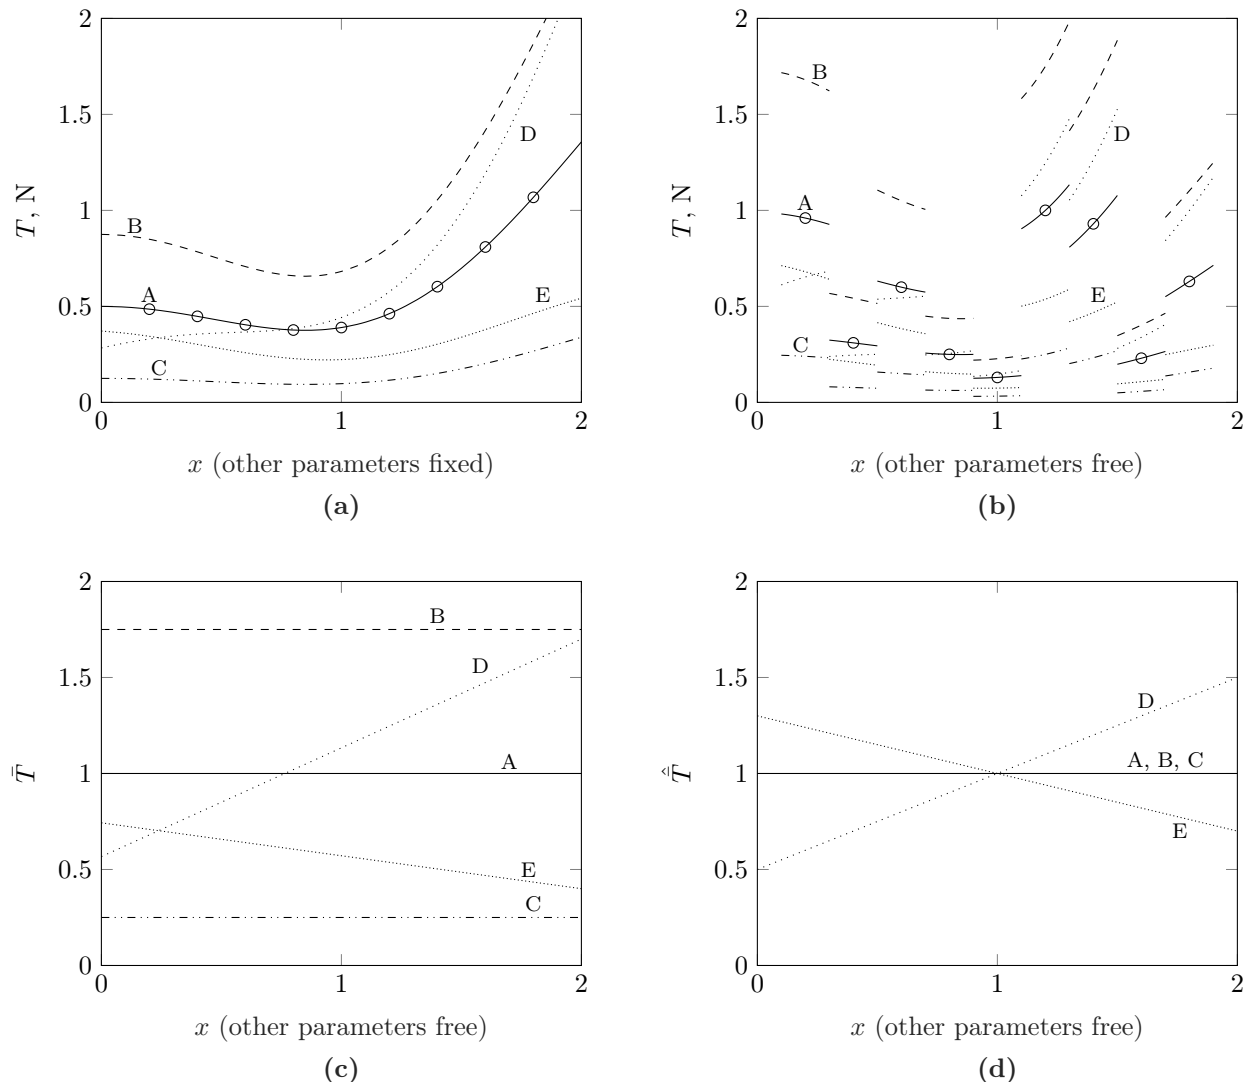 2
1.5
1
0.5
0
T, N
B
A
C
D
E
0
1
2
x (other parameters fixed)
(a)
2
1.5
1
0.5
0
T, N
B
A
C
D
E
0
1
2
x (other parameters free)
(b)
2
1.5
1
0.5
0
T̄
B
D
A
E
C
0
1
2
x (other parameters free)
(c)
2
1.5
1
0.5
0
T̄̂
D
A, B, C
E
0
1
2
x (other parameters free)
(d)